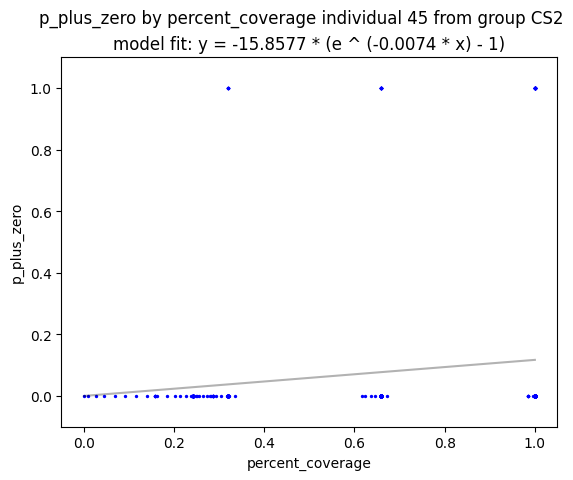 p_plus_zero by percent_coverage individual 45 from group CS2
model fit: y = -15.8577 * (e ^ (-0.0074 * x) - 1)
1.0
0.8
0.6
0.4
0.2
0.0
p_plus_zero
0.0 0.2 0.4 0.6 0.8 1.0
percent_coverage